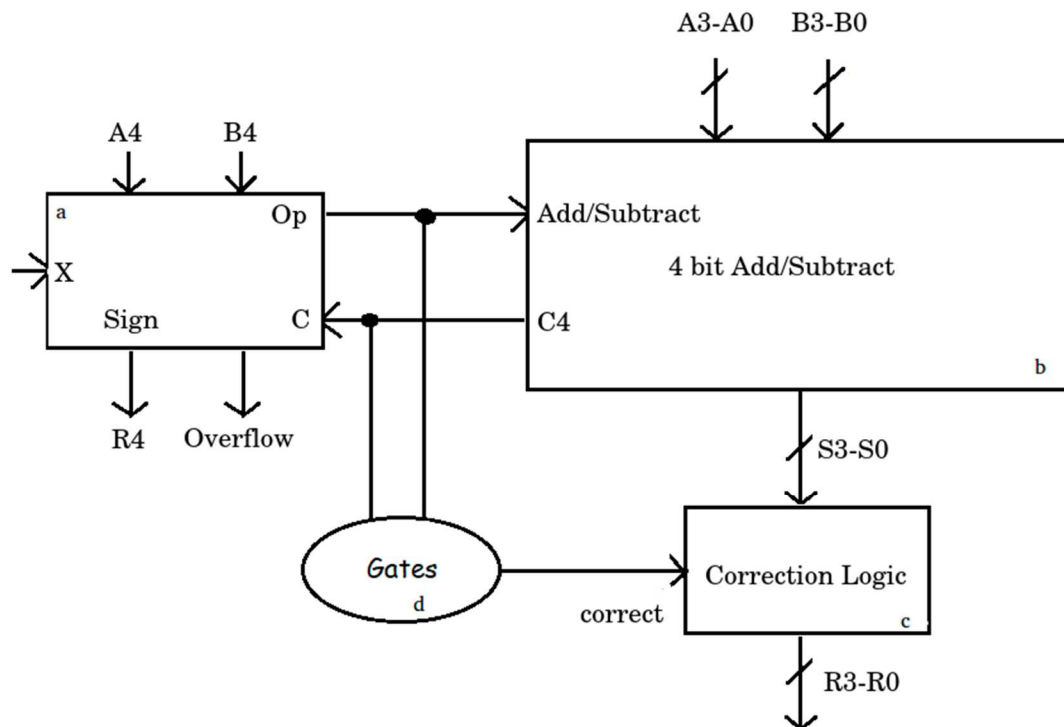 A3-A0 B3-B0
A4 B4
a Op
Add/Subtract
4 bit Add/Subtract
X
Sign C
C4
b
R4 Overflow
S3-S0
Gates
d
Correction Logic
correct
c
R3-R0